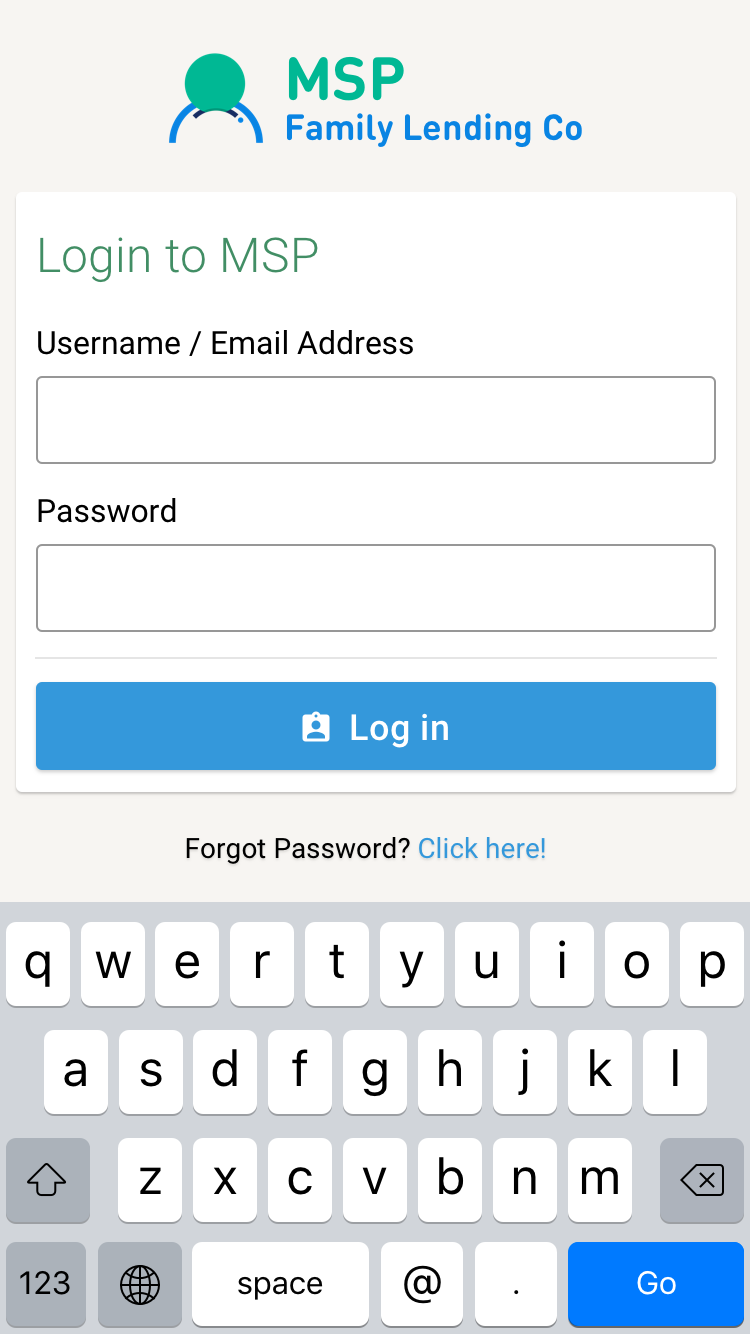 MSP
Family Lending Co
Login to MSP
Username / Email Address
Password
Log in
Forgot Password? Click here!
q w e r t y u i o p
a s d f g h j k l
z x c v b n m
123 space @ . Go